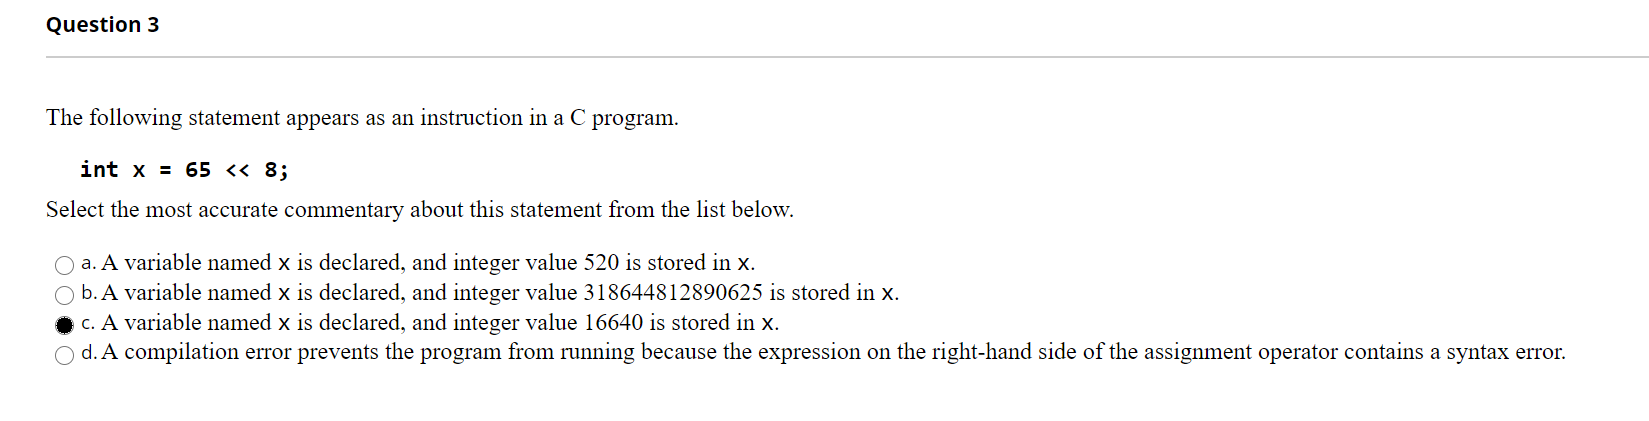 Question 3
The following statement appears as an instruction in a C program.
int x = 65 << 8;
Select the most accurate commentary about this statement from the list below.
a. A variable named x is declared, and integer value 520 is stored in x.
b. A variable named x is declared, and integer value 318644812890625 is stored in x.
c. A variable named x is declared, and integer value 16640 is stored in x.
d. A compilation error prevents the program from running because the expression on the right-hand side of the assignment operator contains a syntax error.